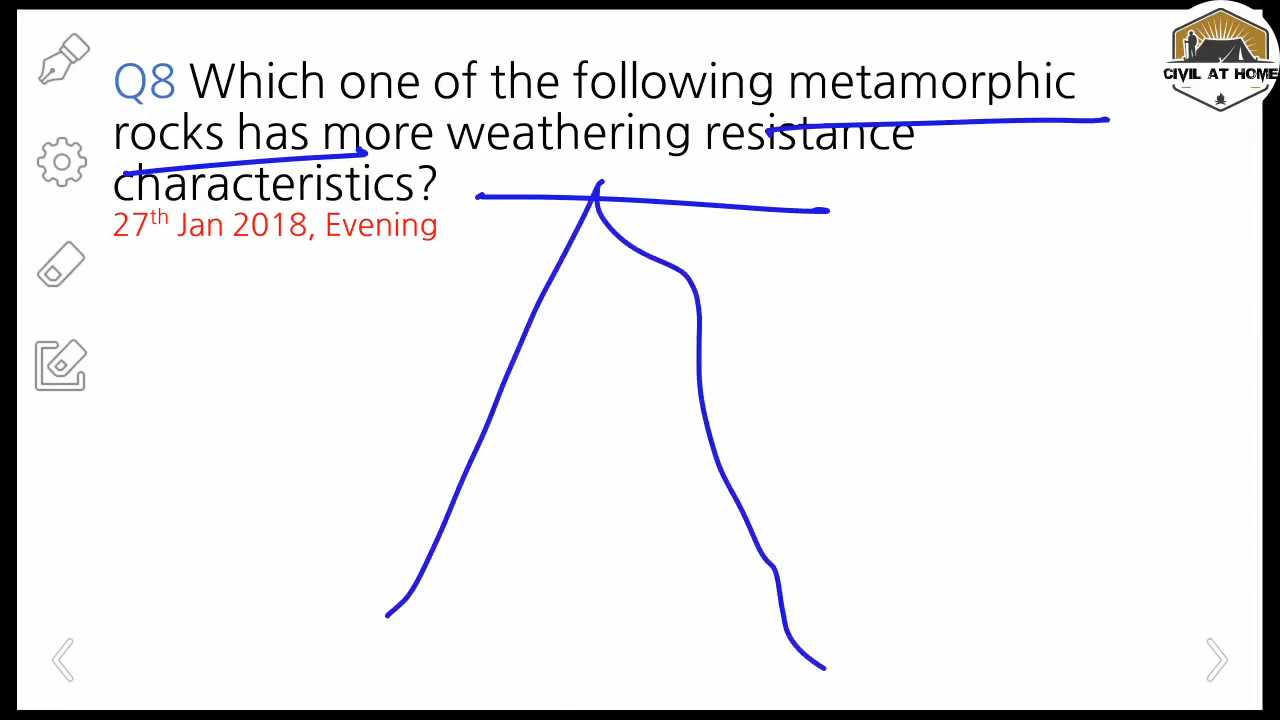 Q8 Which one of the following metamorphic
rocks has more weathering resistance
characteristics?
27th Jan 2018, Evening
CIVIL AT HOME